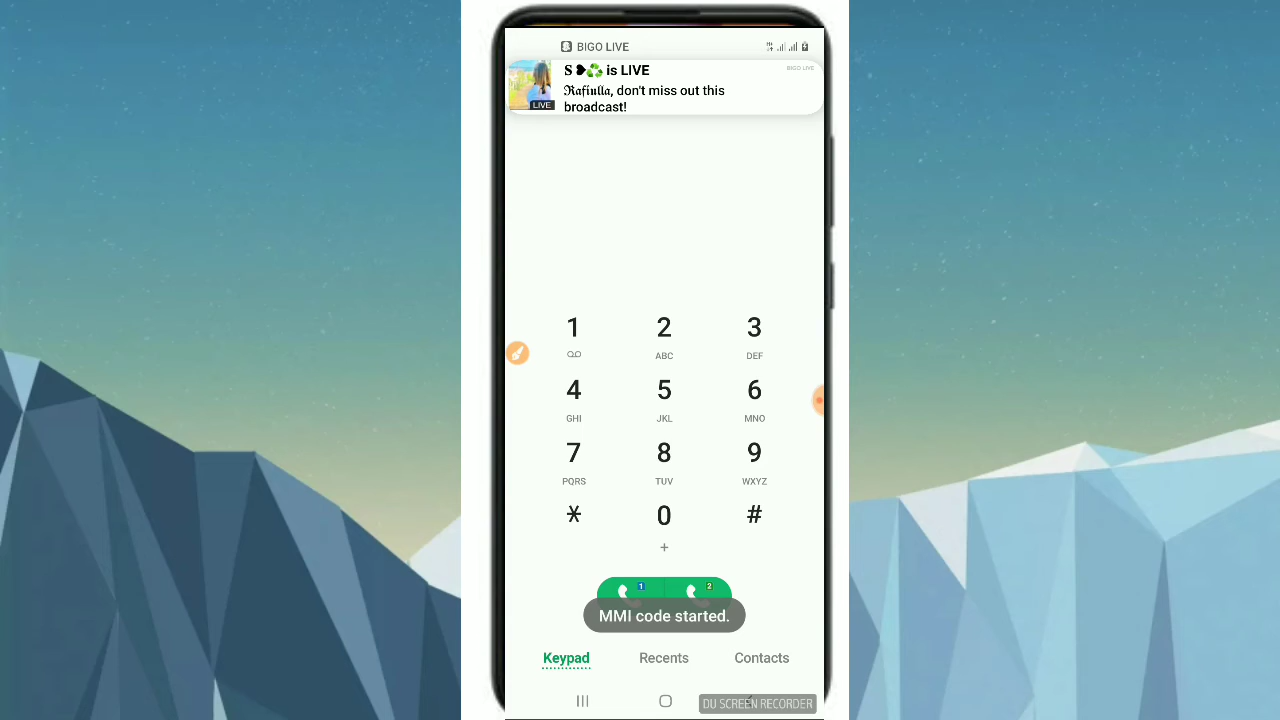 BIGO LIVE
S ❥♻️ is LIVE
BIGO LIVE
ℜ𝔞𝔣𝔦𝔲𝔩𝔩𝔞, don't miss out this
broadcast!
LIVE
1 2 3
ABC DEF
4 5 6
GHI JKL MNO
7 8 9
PQRS TUV WXYZ
* 0 #
+
1 2
MMI code started.
Keypad Recents Contacts
DU SCREEN RECORDER